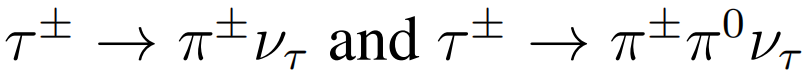 τ± → π±ντ and τ± → π±π⁰ντ